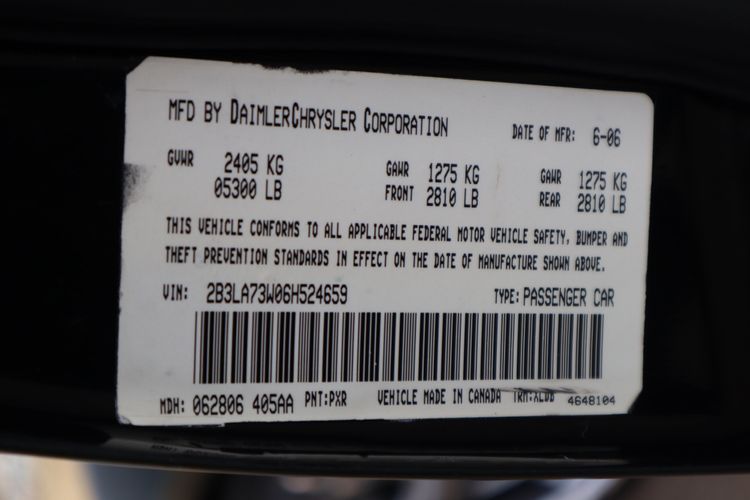 MFD BY DAIMLERCHRYSLER CORPORATION DATE OF MFR: 6-06
GVWR 2405 KG GAWR 1275 KG GAWR 1275 KG
05300 LB FRONT 2810 LB REAR 2810 LB
THIS VEHICLE CONFORMS TO ALL APPLICABLE FEDERAL MOTOR VEHICLE SAFETY, BUMPER AND
THEFT PREVENTION STANDARDS IN EFFECT ON THE DATE OF MANUFACTURE SHOWN ABOVE.
VIN: 2B3LA73W06H524659 TYPE: PASSENGER CAR
MDH: 062806 405AA PNT:PXR VEHICLE MADE IN CANADA TRM:XLDB 4648104